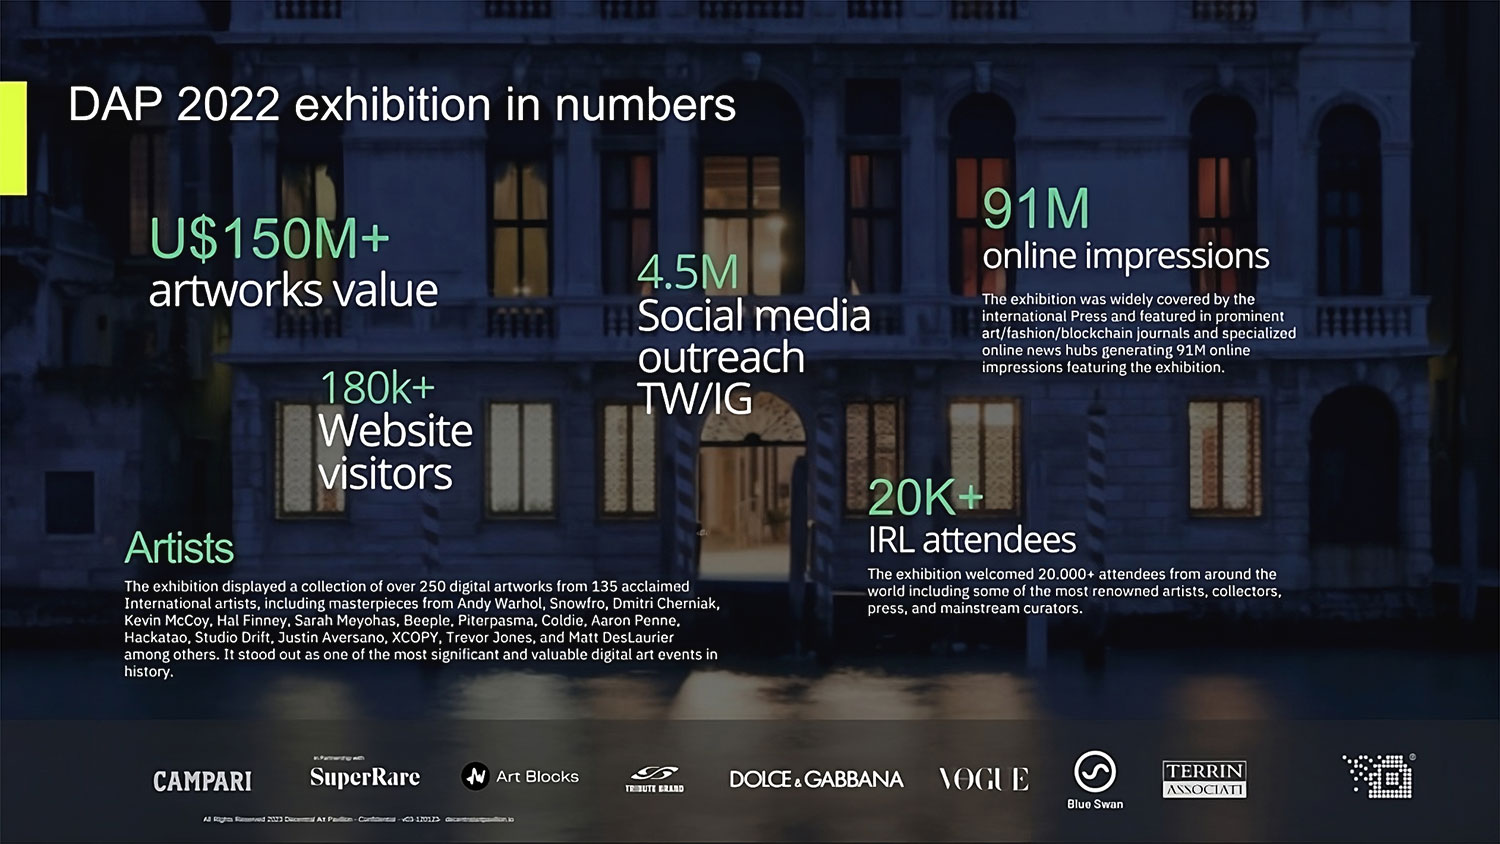 DAP 2022 exhibition in numbers
U$150M+
artworks value
180k+
Website
visitors
4.5M
Social media
outreach
TW/IG
91M
online impressions
The exhibition was widely covered by the
international Press and featured in prominent
art/fashion/blockchain journals and specialized
online news hubs generating 91M online
impressions featuring the exhibition.
20K+
IRL attendees
The exhibition welcomed 20.000+ attendees from around the
world including some of the most renowned artists, collectors,
press, and mainstream curators.
Artists
The exhibition displayed a collection of over 250 digital artworks from 135 acclaimed
International artists, including masterpieces from Andy Warhol, Snowfro, Dmitri Cherniak,
Kevin McCoy, Hal Finney, Sarah Meyohas, Beeple, Piterpasma, Coldie, Aaron Penne,
Hackatao, Studio Drift, Justin Aversano, XCOPY, Trevor Jones, and Matt DesLaurier
among others. It stood out as one of the most significant and valuable digital art events in
history.
CAMPARI
In Partnership with
SuperRare
Art Blocks
TRIBUTE BRAND
DOLCE & GABBANA
VOGUE
Blue Swan
TERRIN
ASSOCIATI
®
All Rights Reserved 2023 Decentral Art Pavilion - Confidential -